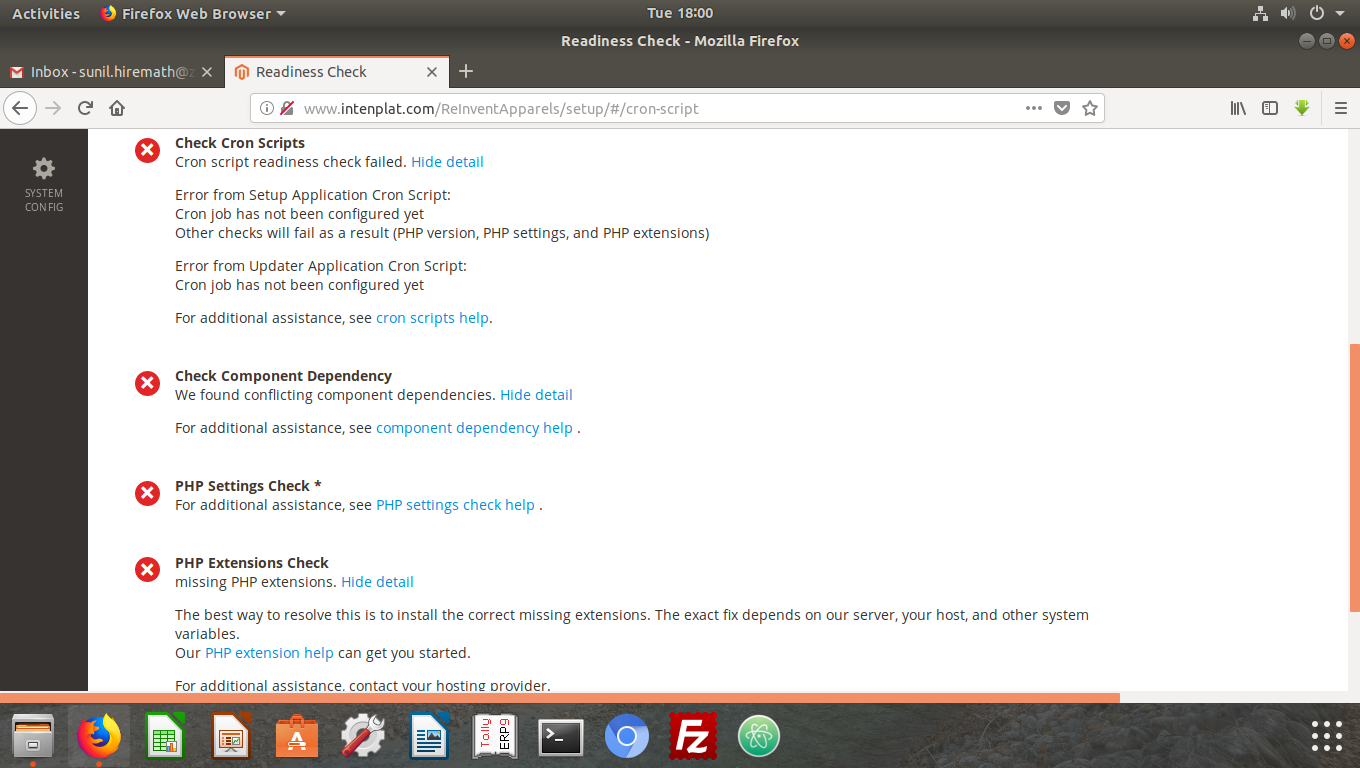 Activities
Firefox Web Browser
Tue 18:00
Readiness Check - Mozilla Firefox
Inbox - sunil.hiremath@
Readiness Check
www.intenplat.com/ReInventApparels/setup/#/cron-script
SYSTEM
CONFIG
Check Cron Scripts
Cron script readiness check failed. Hide detail
Error from Setup Application Cron Script:
Cron job has not been configured yet
Other checks will fail as a result (PHP version, PHP settings, and PHP extensions)
Error from Updater Application Cron Script:
Cron job has not been configured yet
For additional assistance, see cron scripts help.
Check Component Dependency
We found conflicting component dependencies. Hide detail
For additional assistance, see component dependency help .
PHP Settings Check *
For additional assistance, see PHP settings check help .
PHP Extensions Check
missing PHP extensions. Hide detail
The best way to resolve this is to install the correct missing extensions. The exact fix depends on our server, your host, and other system
variables.
Our PHP extension help can get you started.
For additional assistance, contact your hosting provider.
Tally
ERP9
Fz